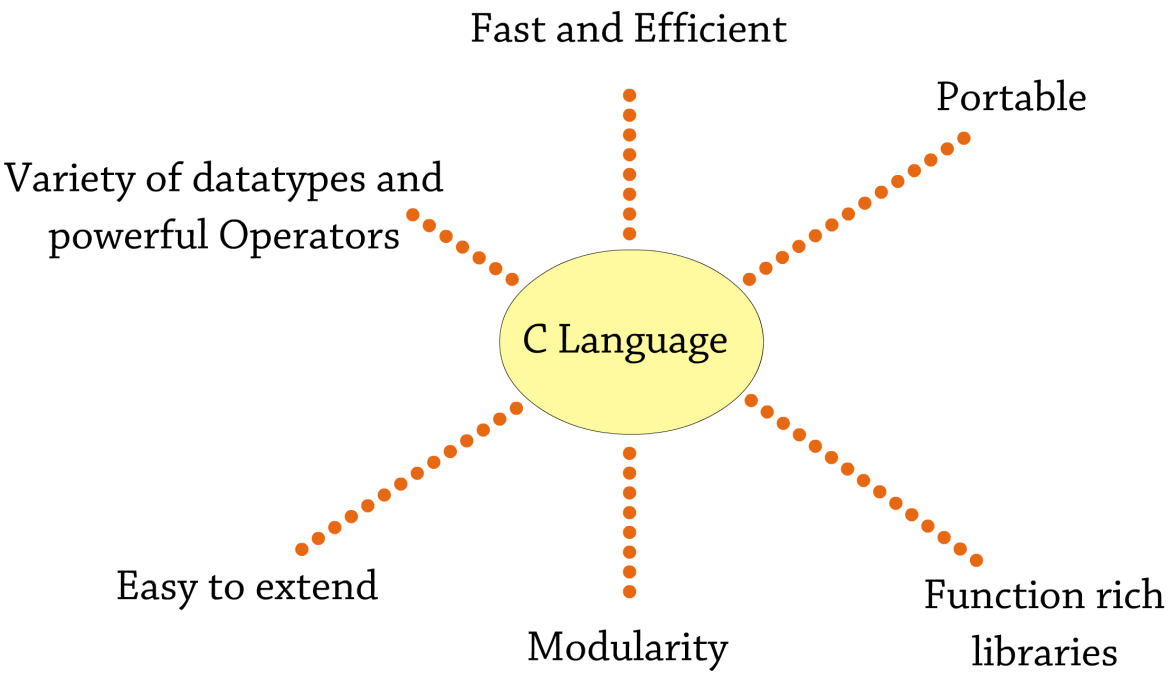 Fast and Efficient
Portable
Variety of datatypes and
powerful Operators
C Language
Easy to extend
Modularity
Function rich
libraries